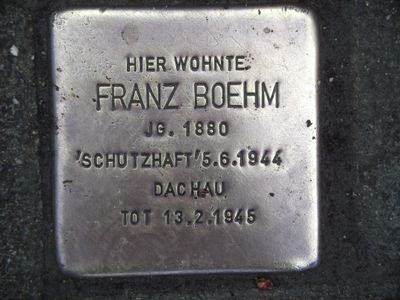 HIER WOHNTE
FRANZ BOEHM
JG. 1880
'SCHUTZHAFT' 5.6.1944
DACHAU
TOT 13.2.1945